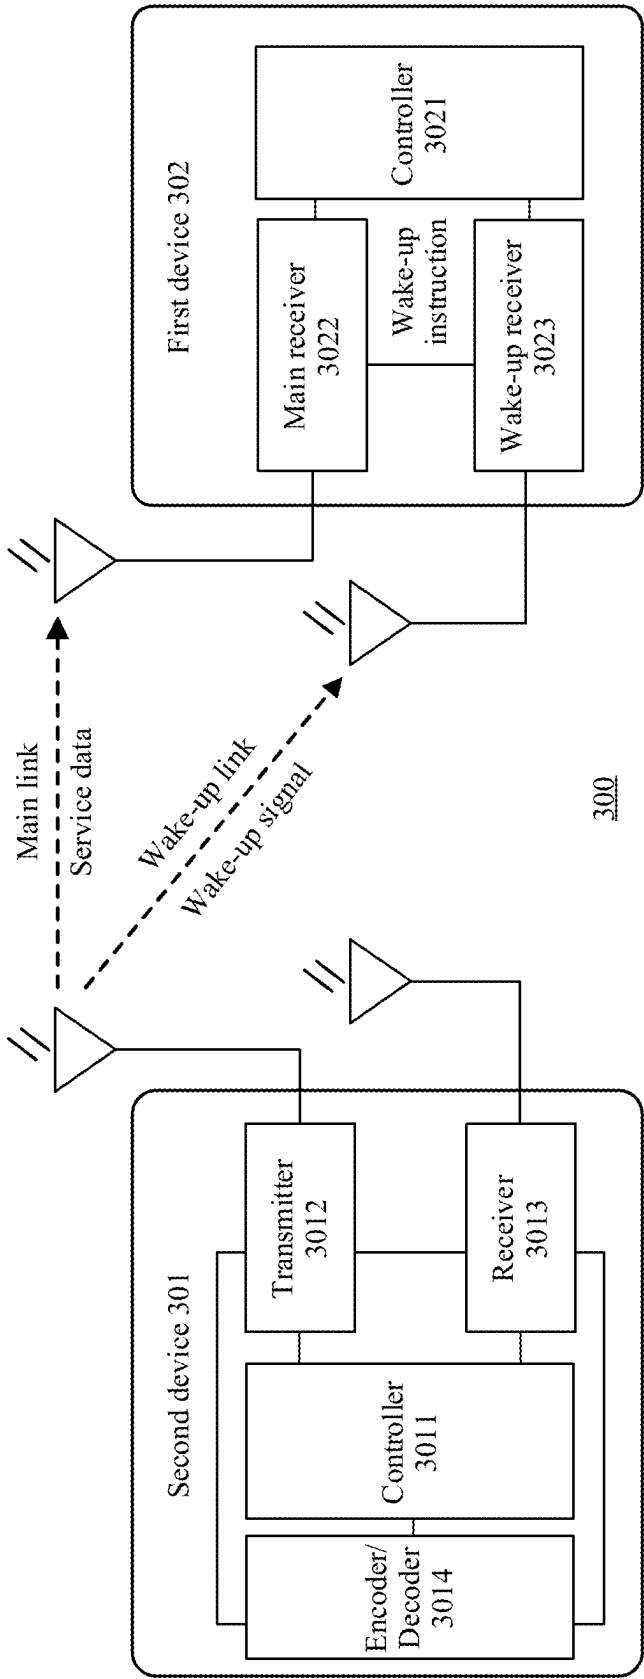 Main link
Service data
Wake-up link
Wake-up signal
Second device 301
Encoder/
Decoder
3014
Controller
3011
Transmitter
3012
Receiver
3013
First device 302
Main receiver
3022
Wake-up
instruction
Wake-up receiver
3023
Controller
3021
300